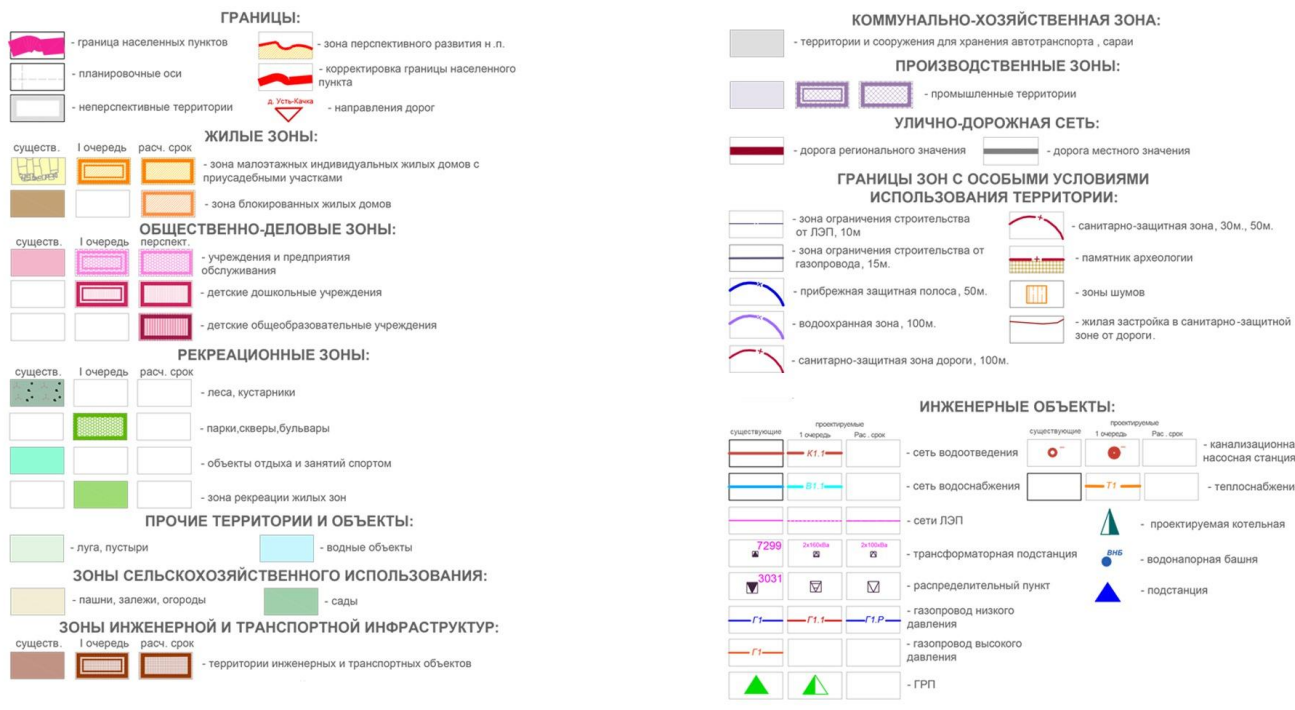 ГРАНИЦЫ:
- граница населенных пунктов
- зона перспективного развития н.п.
- планировочные оси
- корректировка границы населенного
пункта
- неперспективные территории
д. Усть-Качка
- направления дорог
ЖИЛЫЕ ЗОНЫ:
существ. I очередь расч. срок
- зона малоэтажных индивидуальных жилых домов с
приусадебными участками
- зона блокированных жилых домов
ОБЩЕСТВЕННО-ДЕЛОВЫЕ ЗОНЫ:
существ. I очередь перспект.
- учреждения и предприятия
обслуживания
- детские дошкольные учреждения
- детские общеобразовательные учреждения
РЕКРЕАЦИОННЫЕ ЗОНЫ:
существ. I очередь расч. срок
- леса, кустарники
- парки,скверы,бульвары
- объекты отдыха и занятий спортом
- зона рекреации жилых зон
ПРОЧИЕ ТЕРРИТОРИИ И ОБЪЕКТЫ:
- луга, пустыри
- водные объекты
ЗОНЫ СЕЛЬСКОХОЗЯЙСТВЕННОГО ИСПОЛЬЗОВАНИЯ:
- пашни, залежи, огороды
- сады
ЗОНЫ ИНЖЕНЕРНОЙ И ТРАНСПОРТНОЙ ИНФРАСТРУКТУР:
существ. I очередь расч. срок
- территории инженерных и транспортных объектов
КОММУНАЛЬНО-ХОЗЯЙСТВЕННАЯ ЗОНА:
- территории и сооружения для хранения автотранспорта , сараи
ПРОИЗВОДСТВЕННЫЕ ЗОНЫ:
- промышленные территории
УЛИЧНО-ДОРОЖНАЯ СЕТЬ:
- дорога регионального значения
- дорога местного значения
ГРАНИЦЫ ЗОН С ОСОБЫМИ УСЛОВИЯМИ
ИСПОЛЬЗОВАНИЯ ТЕРРИТОРИИ:
- зона ограничения строительства
от ЛЭП, 10м
- санитарно-защитная зона, 30м., 50м.
- зона ограничения строительства от
газопровода, 15м.
- памятник археологии
- прибрежная защитная полоса, 50м.
- зоны шумов
- водоохранная зона, 100м.
- жилая застройка в санитарно-защитной
зоне от дороги.
- санитарно-защитная зона дороги, 100м.
ИНЖЕНЕРНЫЕ ОБЪЕКТЫ:
существующие проектируемые
1 очередь Рас. срок
существующие проектируемые
1 очередь Рас. срок
К1.1
- сеть водоотведения
- канализационна
насосная станция
В1.1
- сеть водоснабжения
Т1
- теплоснабжени
- сети ЛЭП
- проектируемая котельная
7299 2х160кВа 2х100кВа
- трансформаторная подстанция
ВНБ
- водонапорная башня
3031
- распределительный пункт
- подстанция
Г1 Г1.1 Г1.Р
- газопровод низкого
давления
Г1
- газопровод высокого
давления
- ГРП